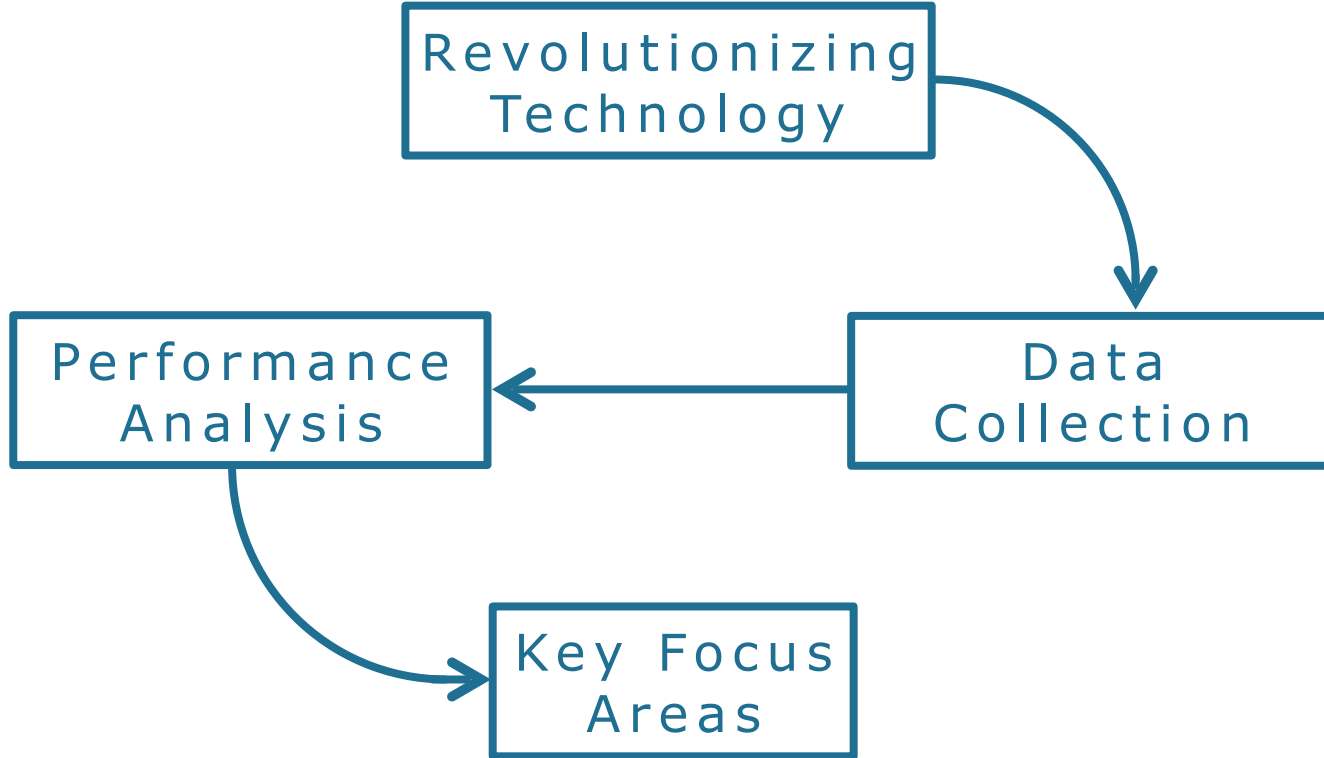 Revolutionizing
Technology
Performance
Analysis
Data
Collection
Key Focus
Areas